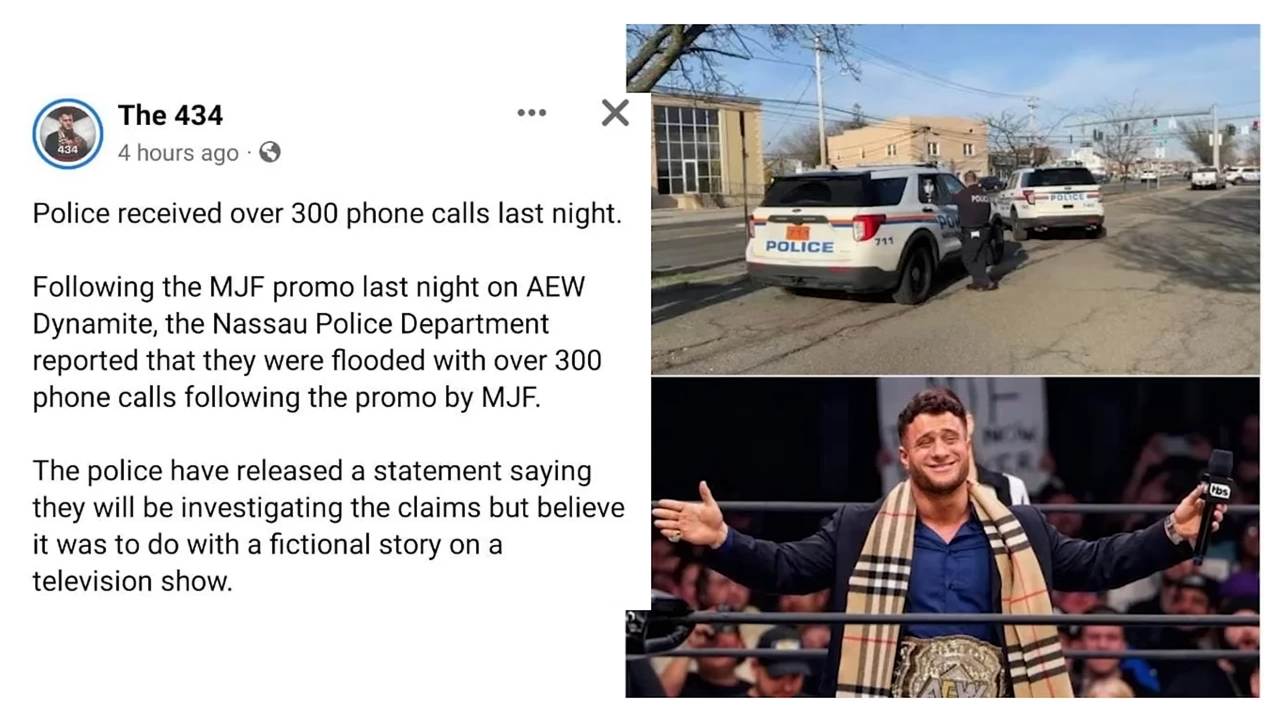 The 434
4 hours ago ·
434
Police received over 300 phone calls last night.
Following the MJF promo last night on AEW
Dynamite, the Nassau Police Department
reported that they were flooded with over 300
phone calls following the promo by MJF.
The police have released a statement saying
they will be investigating the claims but believe
it was to do with a fictional story on a
television show.
POLICE
711
POLICE
tbs
AEW